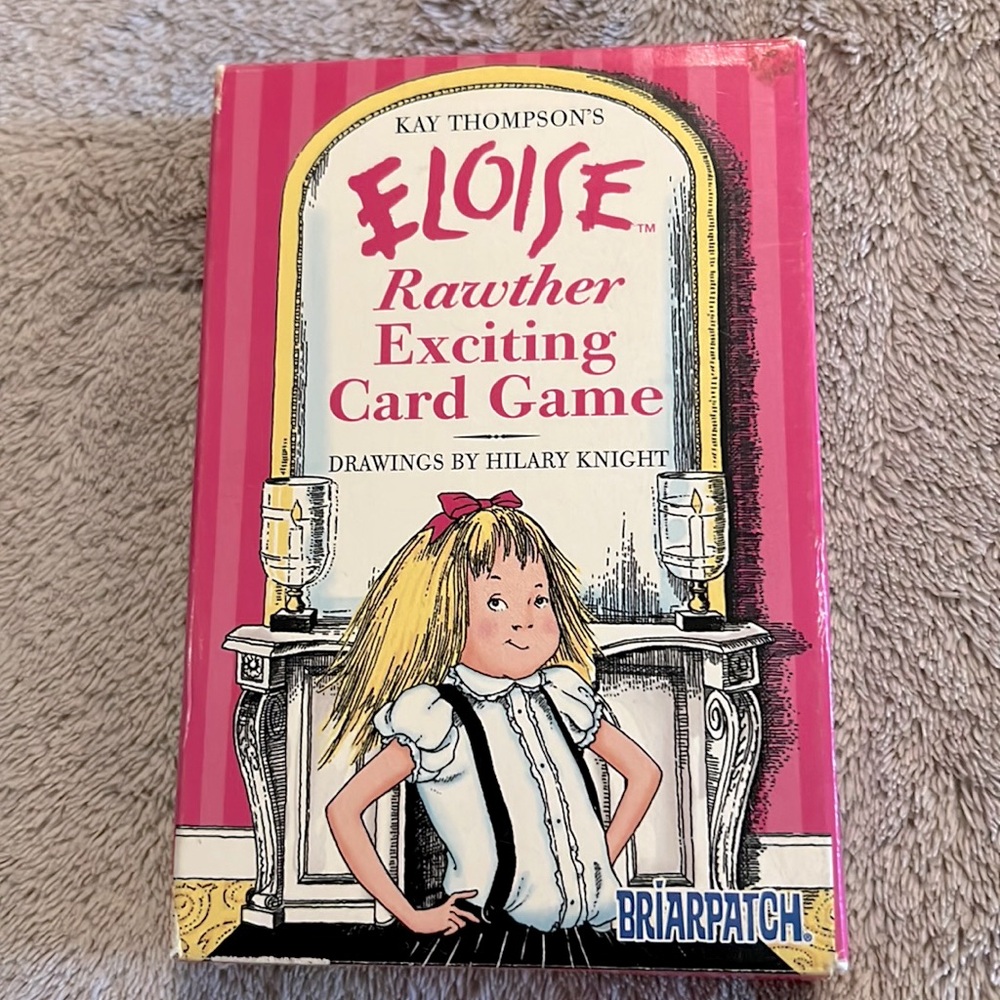 KAY THOMPSON'S
ELOISE™
Rawther
Exciting
Card Game
DRAWINGS BY HILARY KNIGHT
BRIARPATCH®